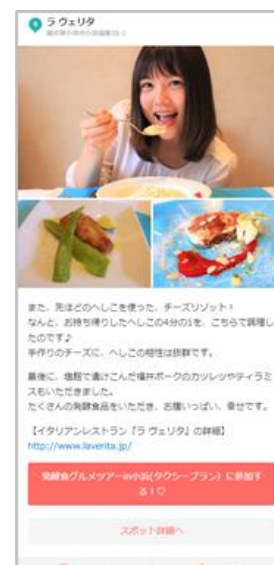 ラ ヴェリタ
また、先ほどのへしこを使った、チーズリゾット！
なんと、お持ち帰りしたへしこの4分の1を、こちらで調理し
たのです♪
手作りのチーズに、へしこの相性は抜群です。
最後に、塩麹で漬けこんだ福井ポークのカツレツやティラミ
スもいただきました。
たくさんの発酵食品をいただき、お腹いっぱい、幸せです。
【イタリアンレストラン『ラ ヴェリタ』の詳細】
http://www.laverita.jp/
発酵食グルメツアーin小浜(タクシープラン）に参加す
る！♡
スポット詳細へ